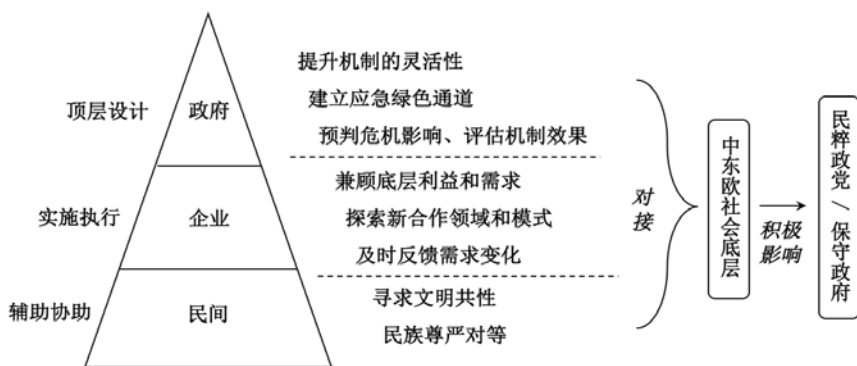 提升机制的灵活性
顶层设计 政府 建立应急绿色通道
预判危机影响、评估机制效果
兼顾底层利益和需求
实施执行 企业 探索新合作领域和模式
及时反馈需求变化
辅助协助 民间 寻求文明共性
民族尊严对等
对接
中东欧社会底层
积极
影响
民粹政党/保守政府